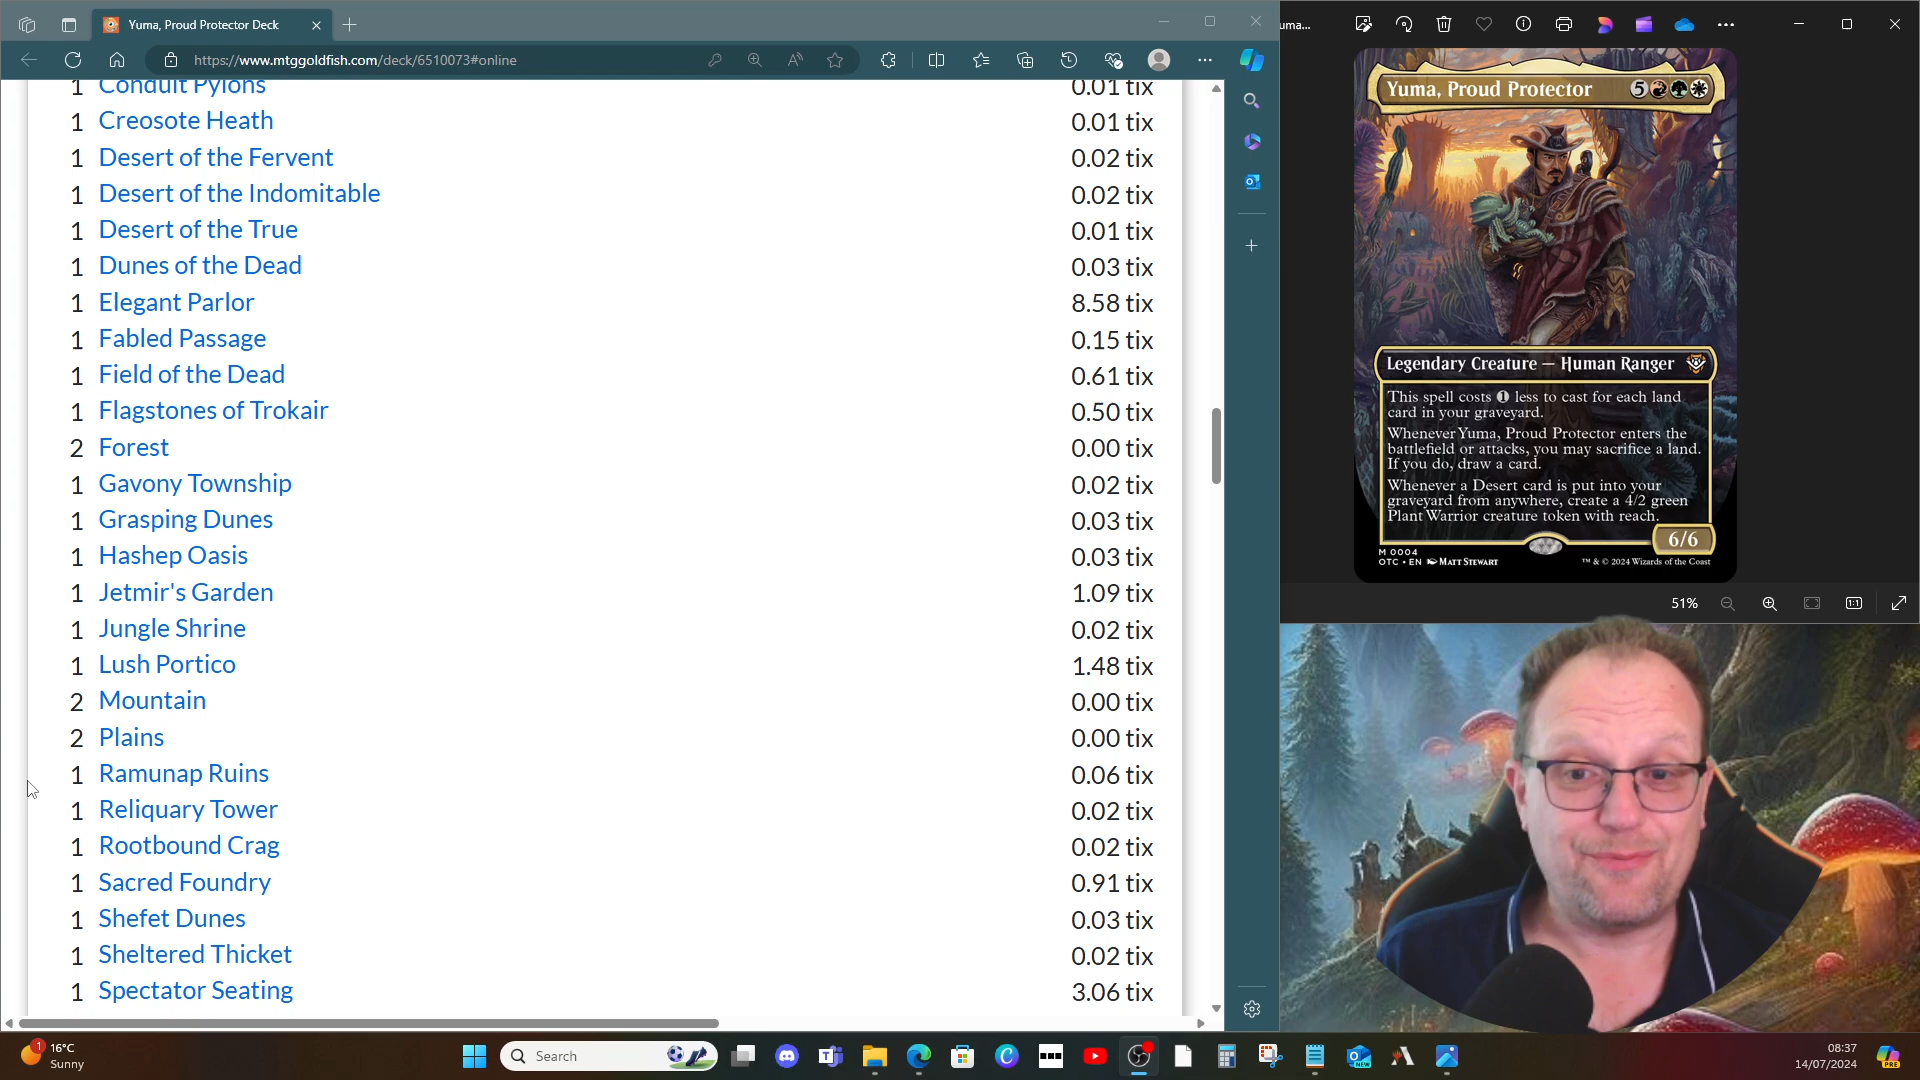 Yuma, Proud Protector Deck
https://www.mtggoldfish.com/deck/6510073#online
1 Conduit Pylons 0.01 tix
1 Creosote Heath 0.01 tix
1 Desert of the Fervent 0.02 tix
1 Desert of the Indomitable 0.02 tix
1 Desert of the True 0.01 tix
1 Dunes of the Dead 0.03 tix
1 Elegant Parlor 8.58 tix
1 Fabled Passage 0.15 tix
1 Field of the Dead 0.61 tix
1 Flagstones of Trokair 0.50 tix
2 Forest 0.00 tix
1 Gavony Township 0.02 tix
1 Grasping Dunes 0.03 tix
1 Hashep Oasis 0.03 tix
1 Jetmir's Garden 1.09 tix
1 Jungle Shrine 0.02 tix
1 Lush Portico 1.48 tix
2 Mountain 0.00 tix
2 Plains 0.00 tix
1 Ramunap Ruins 0.06 tix
1 Reliquary Tower 0.02 tix
1 Rootbound Crag 0.02 tix
1 Sacred Foundry 0.91 tix
1 Shefet Dunes 0.03 tix
1 Sheltered Thicket 0.02 tix
1 Spectator Seating 3.06 tix
uma...
Yuma, Proud Protector 5
Legendary Creature — Human Ranger
This spell costs 1 less to cast for each land
card in your graveyard.
Whenever Yuma, Proud Protector enters the
battlefield or attacks, you may sacrifice a land.
If you do, draw a card.
Whenever a Desert card is put into your
graveyard from anywhere, create a 4/2 green
Plant Warrior creature token with reach.
6/6
M 0004
OTC • EN MATT STEWART
™ & © 2024 Wizards of the Coast
51%
1:1
1
16°C
Sunny
Search
08:37
14/07/2024
NEW
PRE